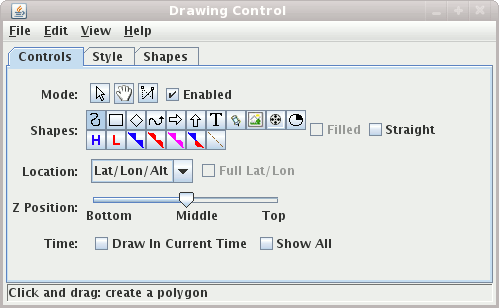 Drawing Control
File Edit View Help
Controls Style Shapes
Mode: Enabled
Shapes: T Filled Straight
H L
Location: Lat/Lon/Alt Full Lat/Lon
Z Position:
Bottom Middle Top
Time: Draw In Current Time Show All
Click and drag: create a polygon